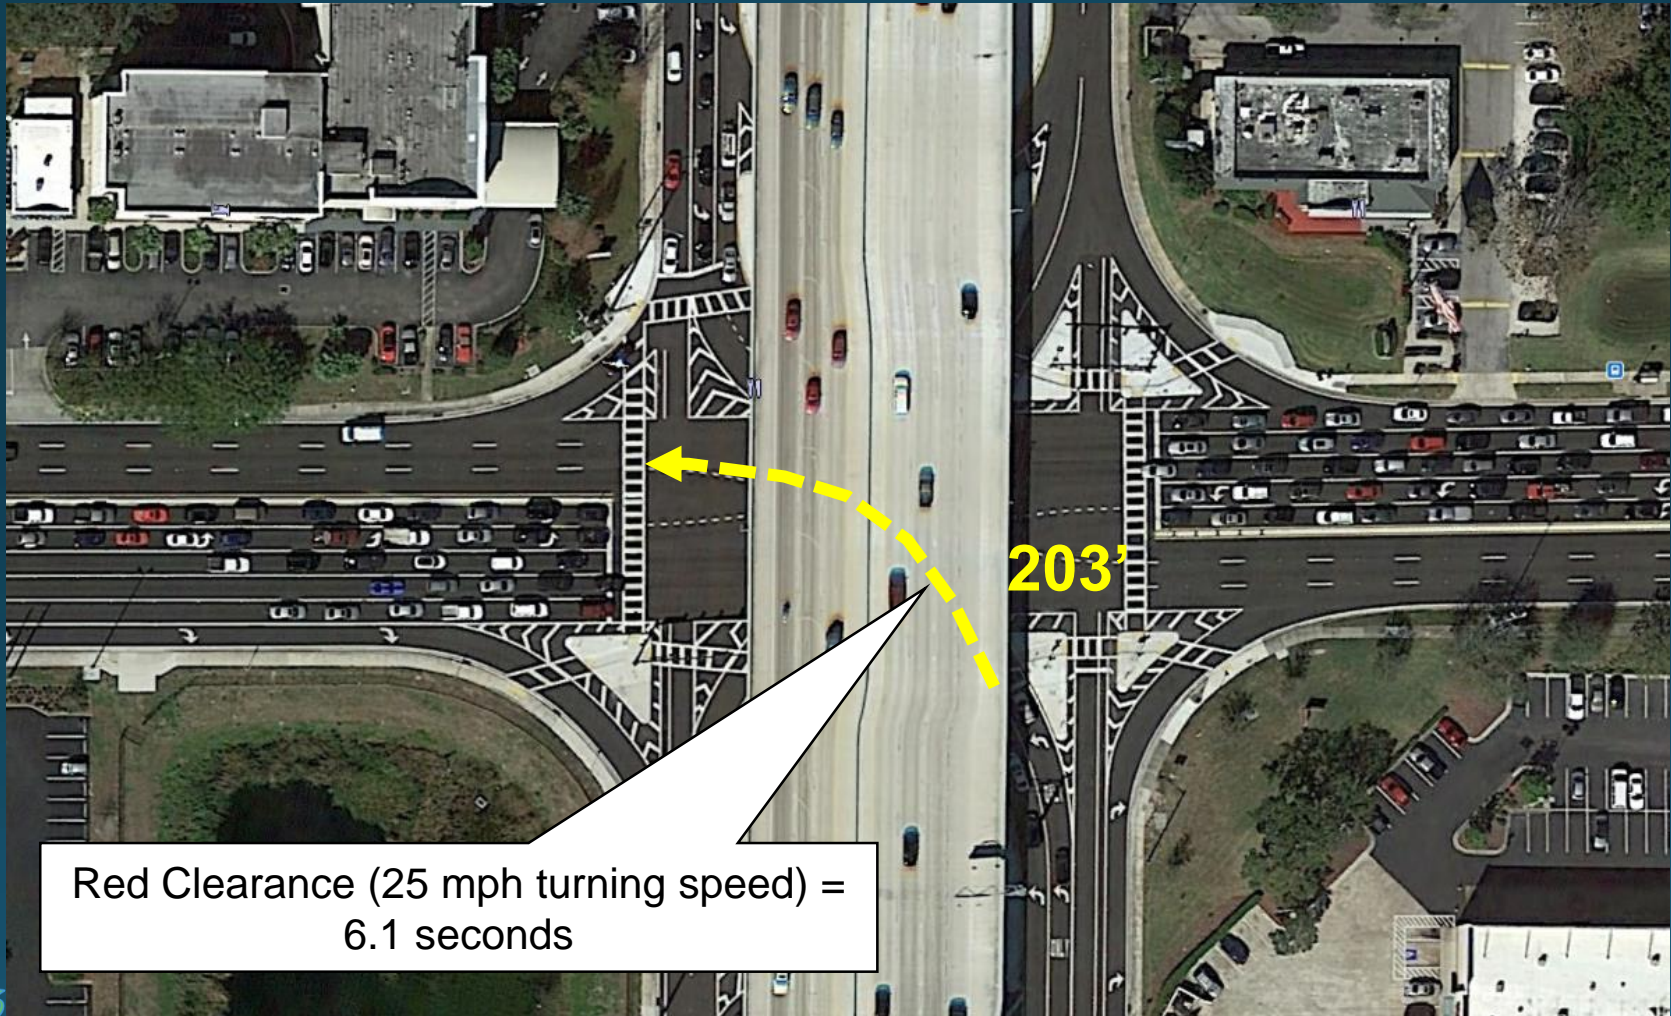 203’
Red Clearance (25 mph turning speed) =
6.1 seconds